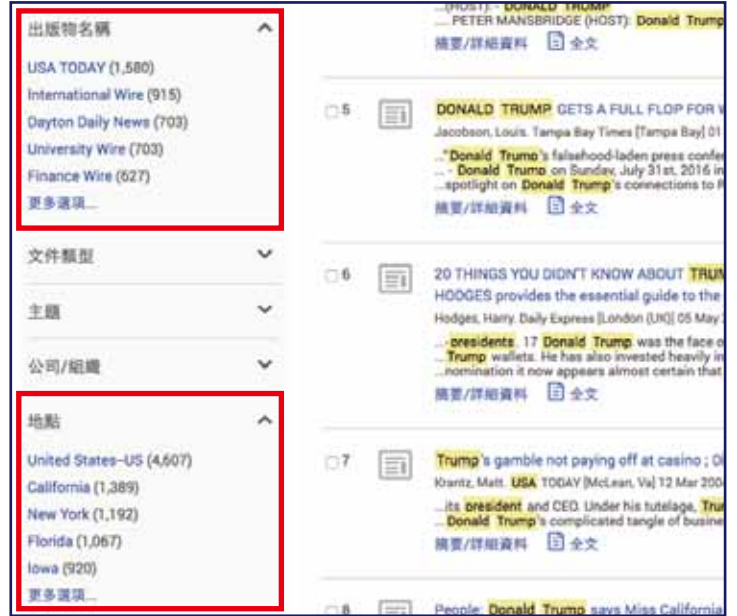 出版物名稱
USA TODAY (1,580)
International Wire (915)
Dayton Daily News (703)
University Wire (703)
Finance Wire (627)
更多選項...
文件類型
主題
公司/組織
地點
United States--US (4,607)
California (1,389)
New York (1,192)
Florida (1,067)
Iowa (920)
更多選項...
...(HOST): - DONALD TRUMP
... PETER MANSBRIDGE (HOST): Donald Trump
摘要/詳細資料 全文
5 DONALD TRUMP GETS A FULL FLOP FOR
Jacobson, Louis. Tampa Bay Times [Tampa Bay] 01
..."Donald Trump's falsehood-laden press
... - Donald Trump on Sunday, July 31st, 2016 in
...spotlight on Donald Trump's connections to
摘要/詳細資料 全文
6 20 THINGS YOU DIDN'T KNOW ABOUT
HODGES provides the essential guide to the
Hodges, Harry. Daily Express [London (UK)] 05 May
...presidents. 17 Donald Trump was the face
... Trump wallets. He has also invested heavily in
...nomination it now appears almost certain that
摘要/詳細資料 全文
7 Trump's gamble not paying off at casino ;
Krantz, Matt. USA TODAY [McLean, Va] 12 Mar
...its president and CEO. Under his tutelage,
... Donald Trump's complicated tangle of
摘要/詳細資料 全文
8 People: Donald Trump says Miss California